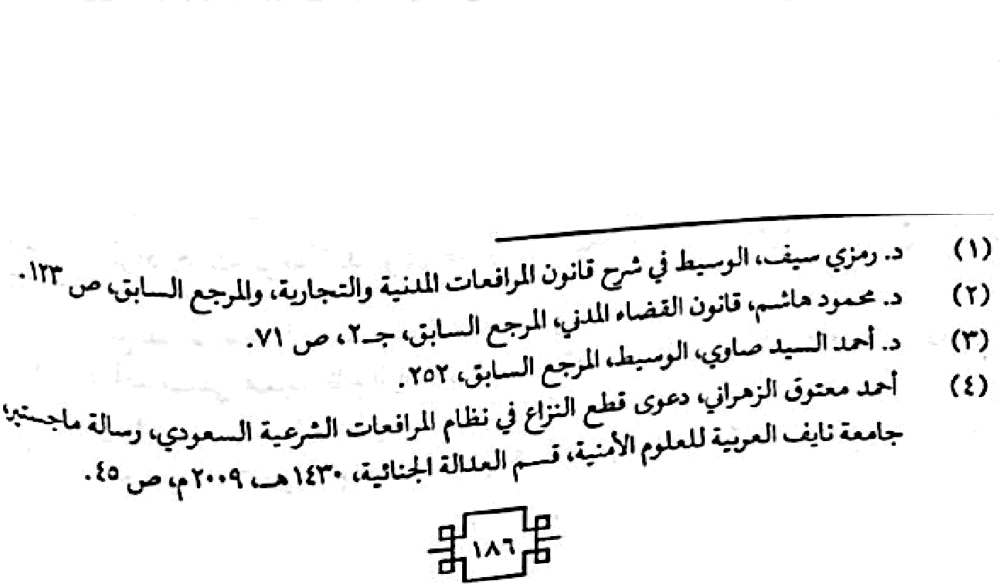 (١) د. رمزي سيف، الوسيط في شرح قانون المرافعات المدنية والتجارية، والمرجع السابق، ص ١٢٣.
(٢) د. محمود هاشم، قانون القضاء المدني، المرجع السابق، جـ٢، ص ٧١.
(٣) د. أحمد السيد صاوي، الوسيط، المرجع السابق، ٢٥٢.
(٤) أحمد معتوق الزهراني، دعوى قطع النزاع في نظام المرافعات الشرعية السعودي، رسالة ماجستير،
جامعة نايف العربية للعلوم الأمنية، قسم العدالة الجنائية، ١٤٣٠هـ، ٢٠٠٩م، ص ٤٥.
١٨٦